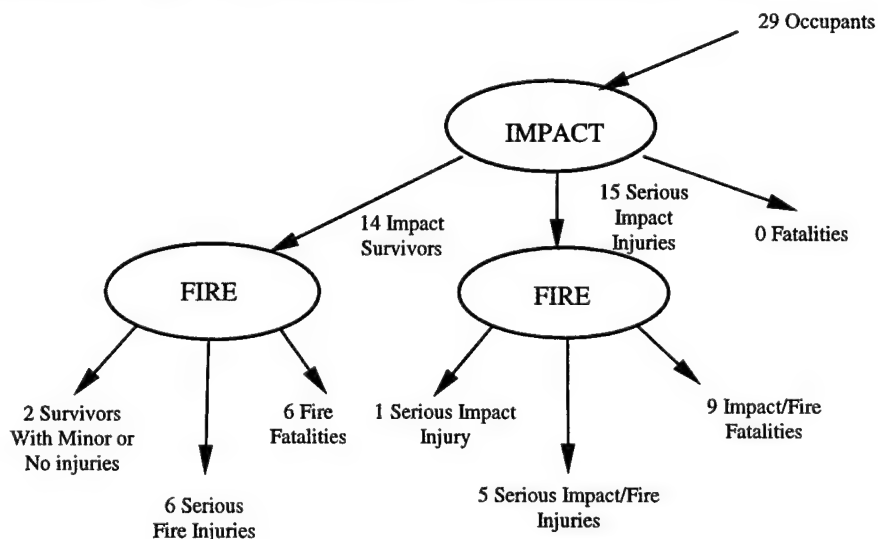 29 Occupants
IMPACT
14 Impact
Survivors
15 Serious
Impact
Injuries
0 Fatalities
FIRE
FIRE
2 Survivors
With Minor or
No injuries
6 Serious
Fire Injuries
6 Fire
Fatalities
1 Serious Impact
Injury
5 Serious Impact/Fire
Injuries
9 Impact/Fire
Fatalities